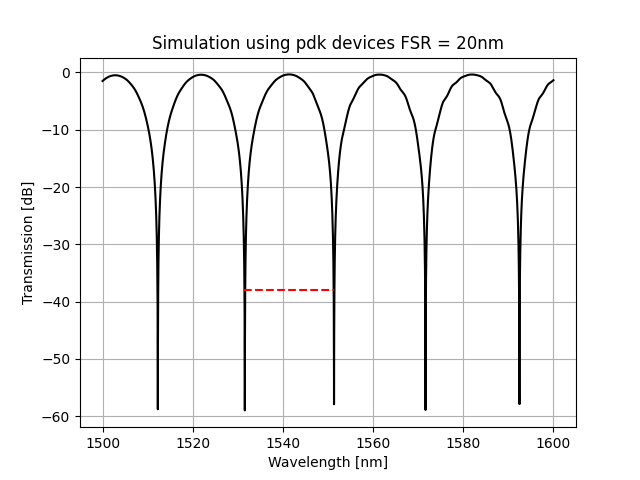 Simulation using pdk devices FSR = 20nm
0
−10
−20
−30
−40
−50
−60
Transmission [dB]
1500 1520 1540 1560 1580 1600
Wavelength [nm]